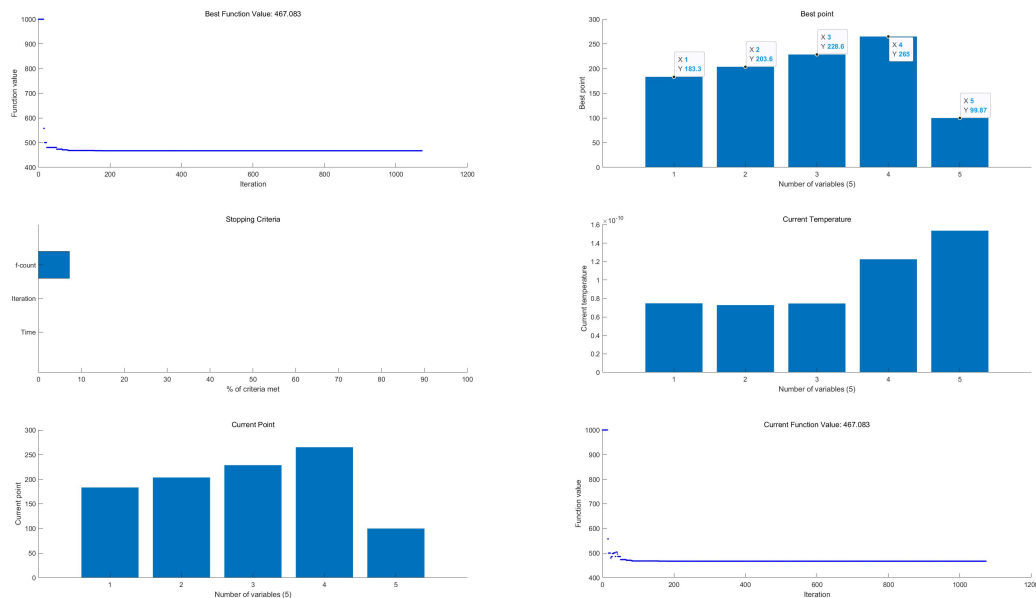 Best Function Value: 467.083
1000
900
800
700
600
500
400
Function value
0 200 400 600 800 1000 1200
Iteration
Best point
300
250
200
150
100
50
0
Best point
X 1
Y 183.3
X 2
Y 203.6
X 3
Y 228.6
X 4
Y 265
X 5
Y 99.87
1 2 3 4 5
Number of variables (5)
Stopping Criteria
f-count
Iteration
Time
0 10 20 30 40 50 60 70 80 90 100
% of criteria met
Current Temperature
× 10⁻¹⁰
1.6
1.4
1.2
1
0.8
0.6
0.4
0.2
0
Current temperature
1 2 3 4 5
Number of variables (5)
Current Point
300
250
200
150
100
50
0
Current point
1 2 3 4 5
Number of variables (5)
Current Function Value: 467.083
1000
900
800
700
600
500
400
Function value
0 200 400 600 800 1000 1200
Iteration